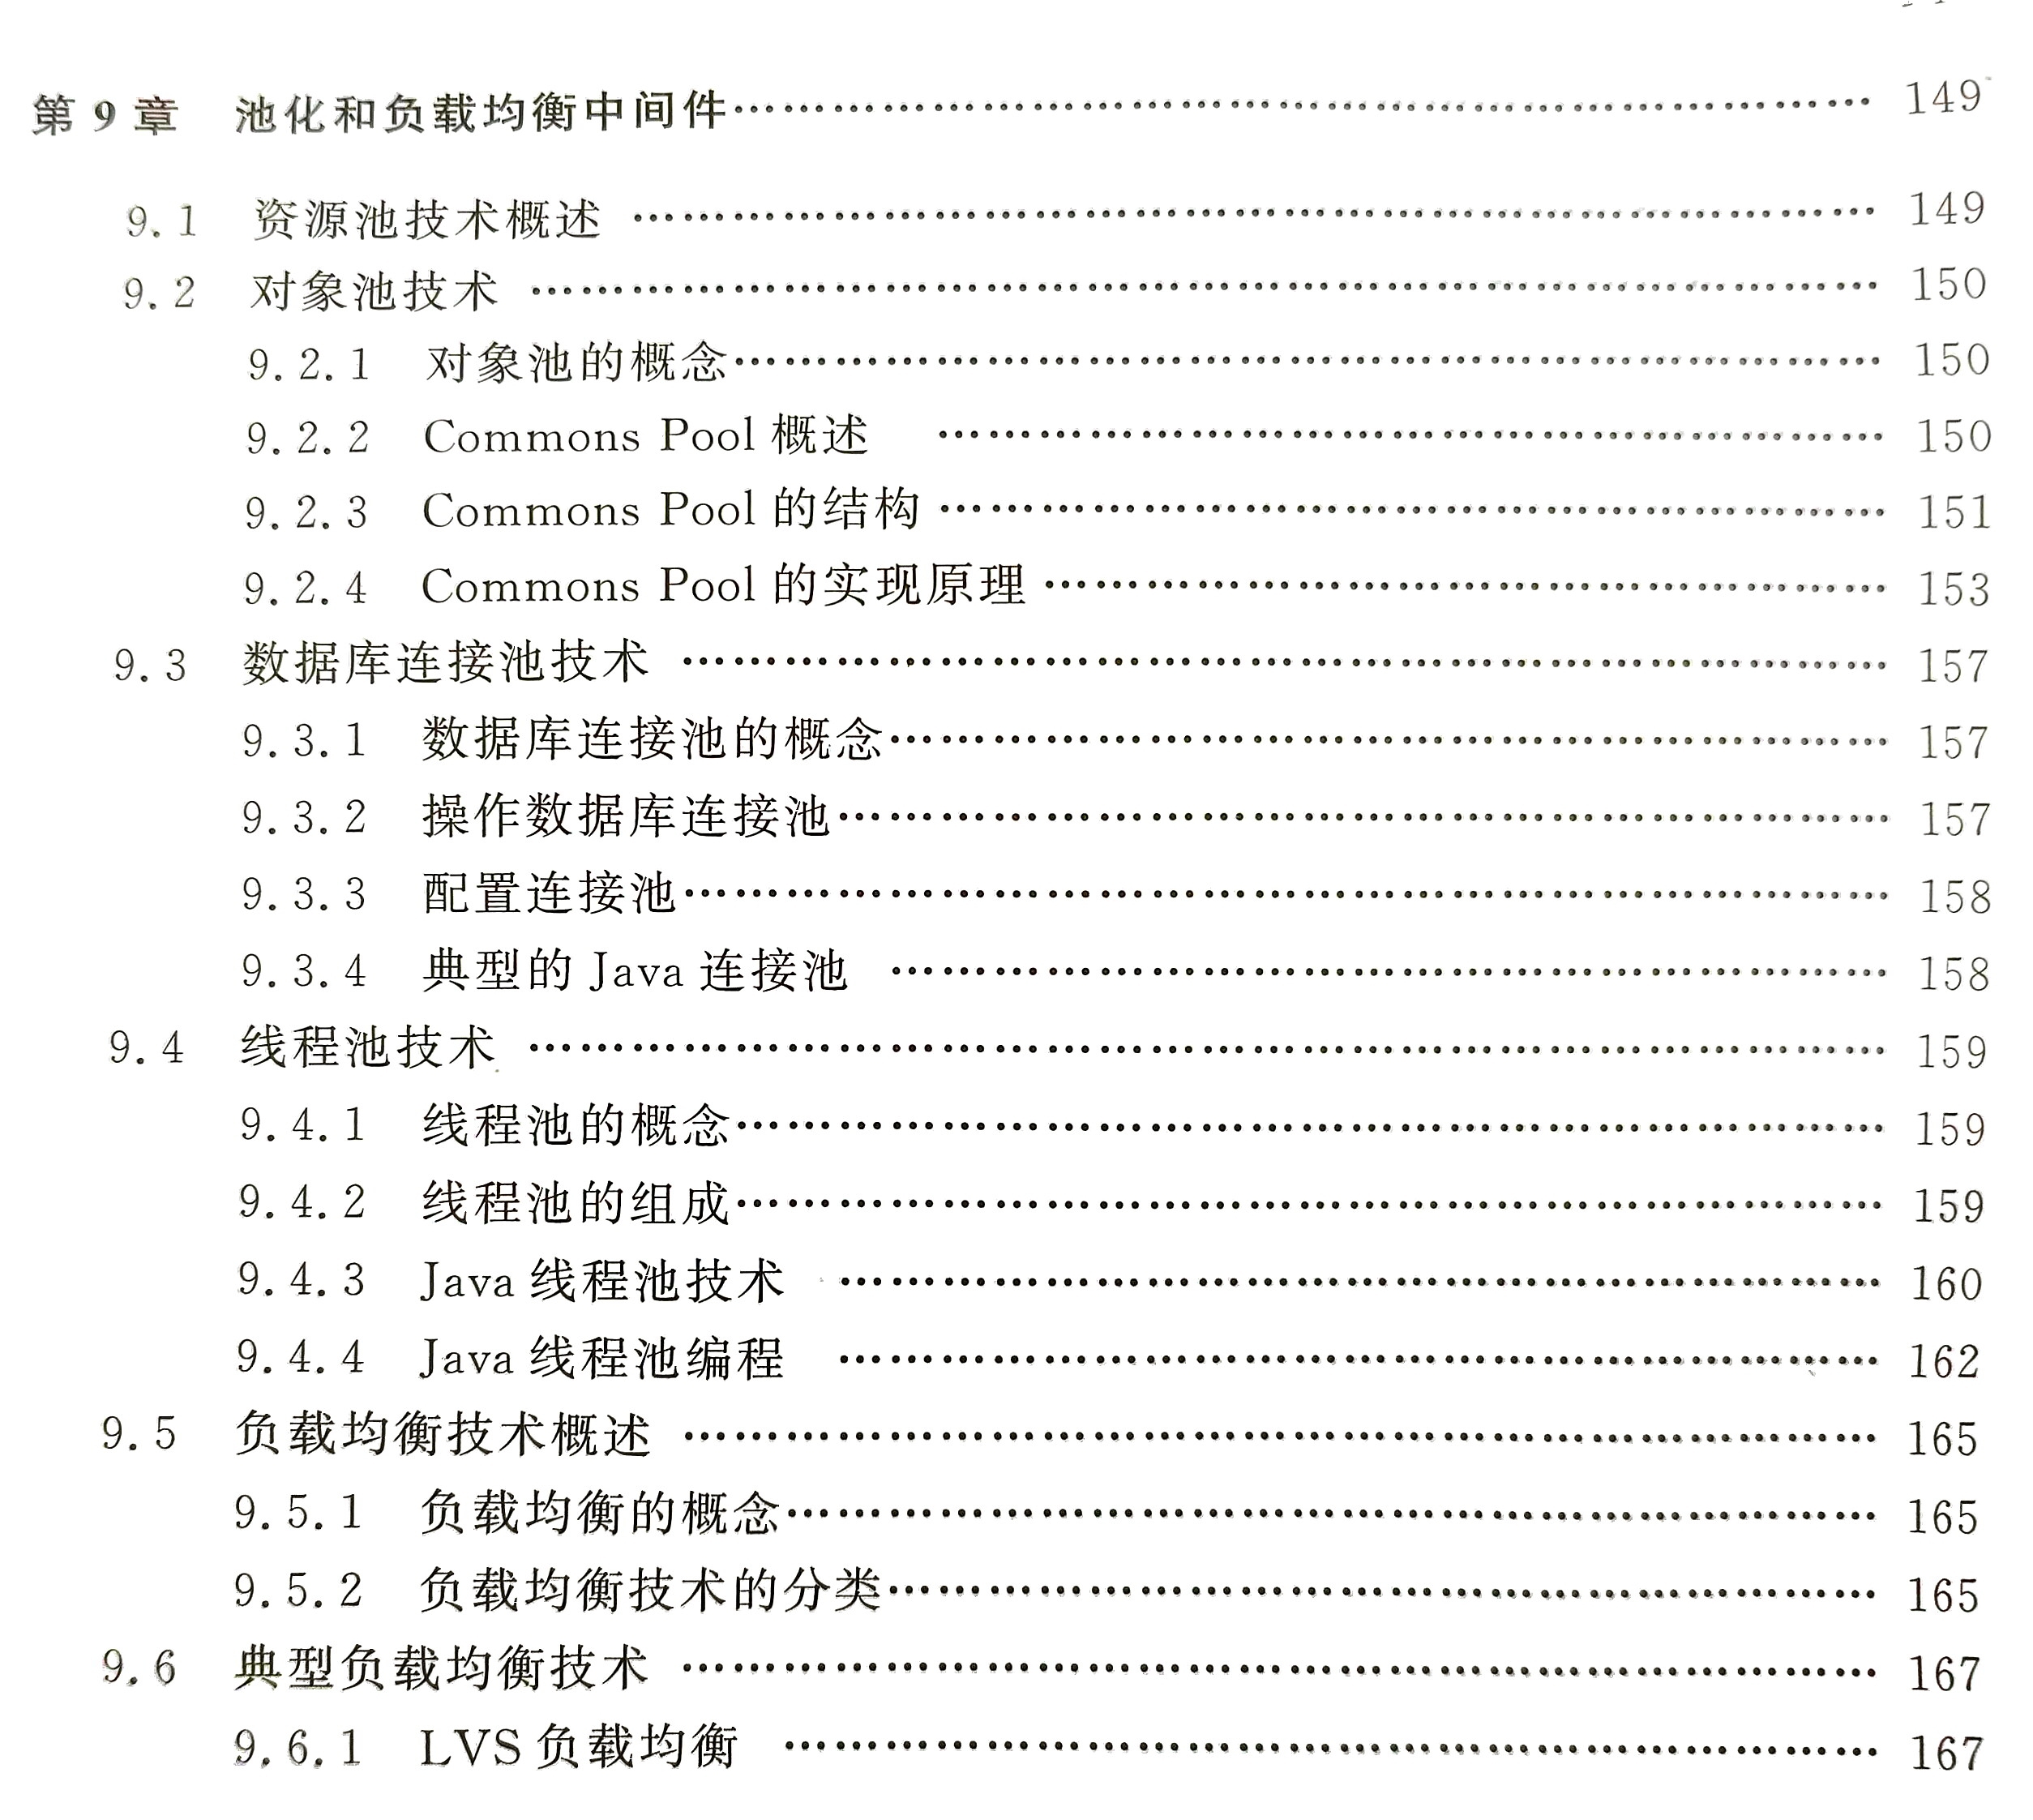 第 9 章 池化和负载均衡中间件………………………………………… 149
9.1 资源池技术概述 ………………………………………… 149
9.2 对象池技术 ………………………………………… 150
9.2.1 对象池的概念………………………………………… 150
9.2.2 Commons Pool 概述 ………………………………………… 150
9.2.3 Commons Pool 的结构 ………………………………………… 151
9.2.4 Commons Pool 的实现原理 ………………………………………… 153
9.3 数据库连接池技术 ………………………………………… 157
9.3.1 数据库连接池的概念………………………………………… 157
9.3.2 操作数据库连接池………………………………………… 157
9.3.3 配置连接池………………………………………… 158
9.3.4 典型的 Java 连接池 ………………………………………… 158
9.4 线程池技术 ………………………………………… 159
9.4.1 线程池的概念………………………………………… 159
9.4.2 线程池的组成………………………………………… 159
9.4.3 Java 线程池技术 ………………………………………… 160
9.4.4 Java 线程池编程 ………………………………………… 162
9.5 负载均衡技术概述 ………………………………………… 165
9.5.1 负载均衡的概念………………………………………… 165
9.5.2 负载均衡技术的分类………………………………………… 165
9.6 典型负载均衡技术 ………………………………………… 167
9.6.1 LVS 负载均衡 ………………………………………… 167